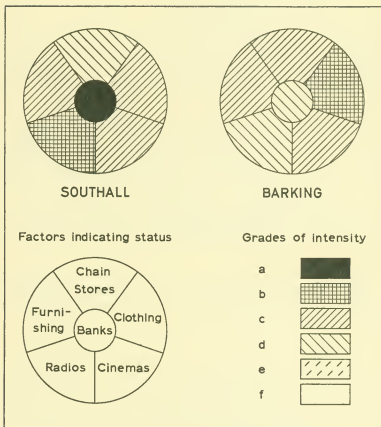 SOUTHALL
BARKING
Factors indicating status
Chain
Stores
Furni-
shing
Banks
Clothing
Radios
Cinemas
Grades of intensity
a
b
c
d
e
f